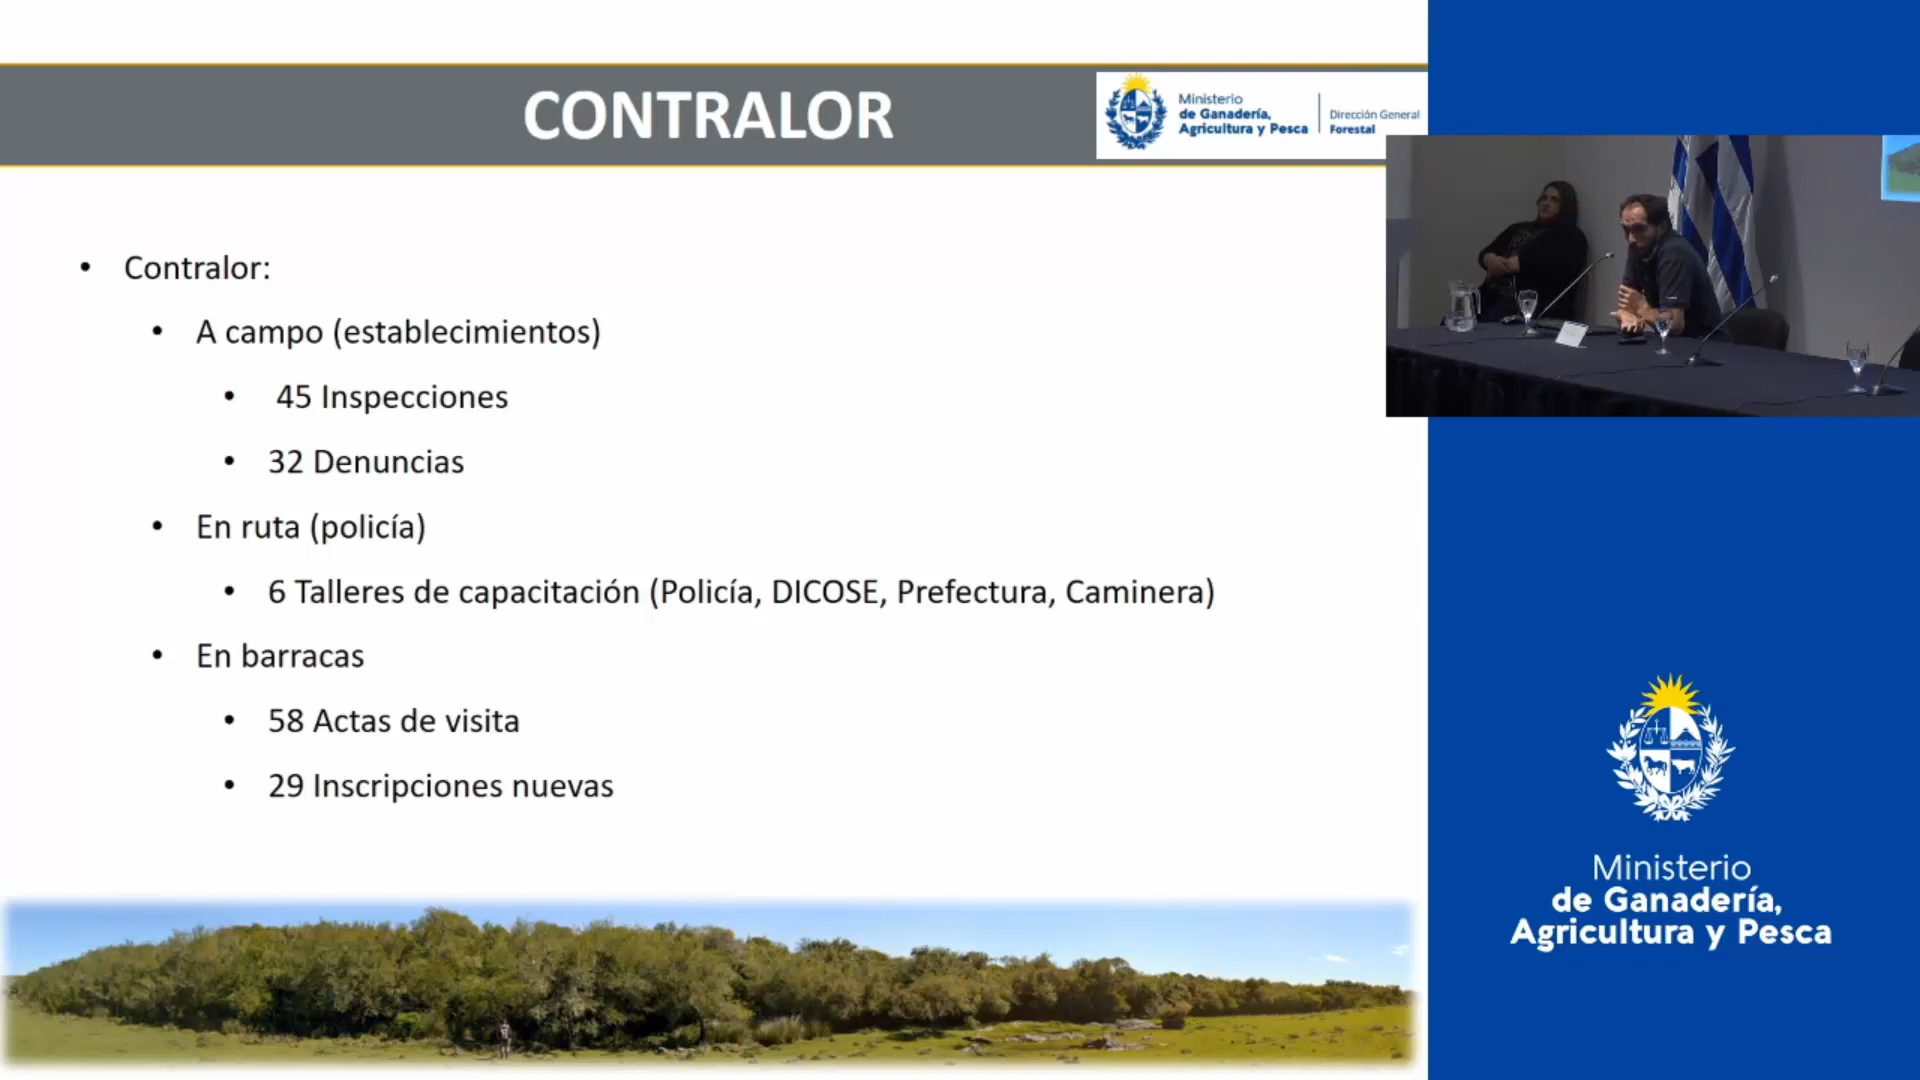 CONTRALOR
Ministerio
de Ganadería,
Agricultura y Pesca
Dirección General
Forestal
• Contralor:
• A campo (establecimientos)
• 45 Inspecciones
• 32 Denuncias
• En ruta (policía)
• 6 Talleres de capacitación (Policía, DICOSE, Prefectura, Caminera)
• En barracas
• 58 Actas de visita
• 29 Inscripciones nuevas
Ministerio
de Ganadería,
Agricultura y Pesca